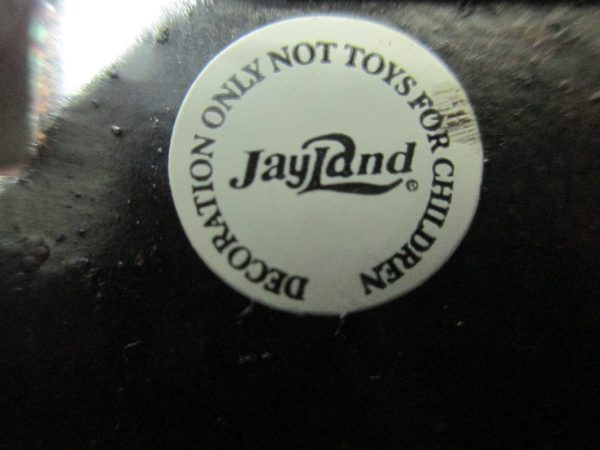 DECORATION ONLY NOT TOYS FOR CHILDREN
JayLand®